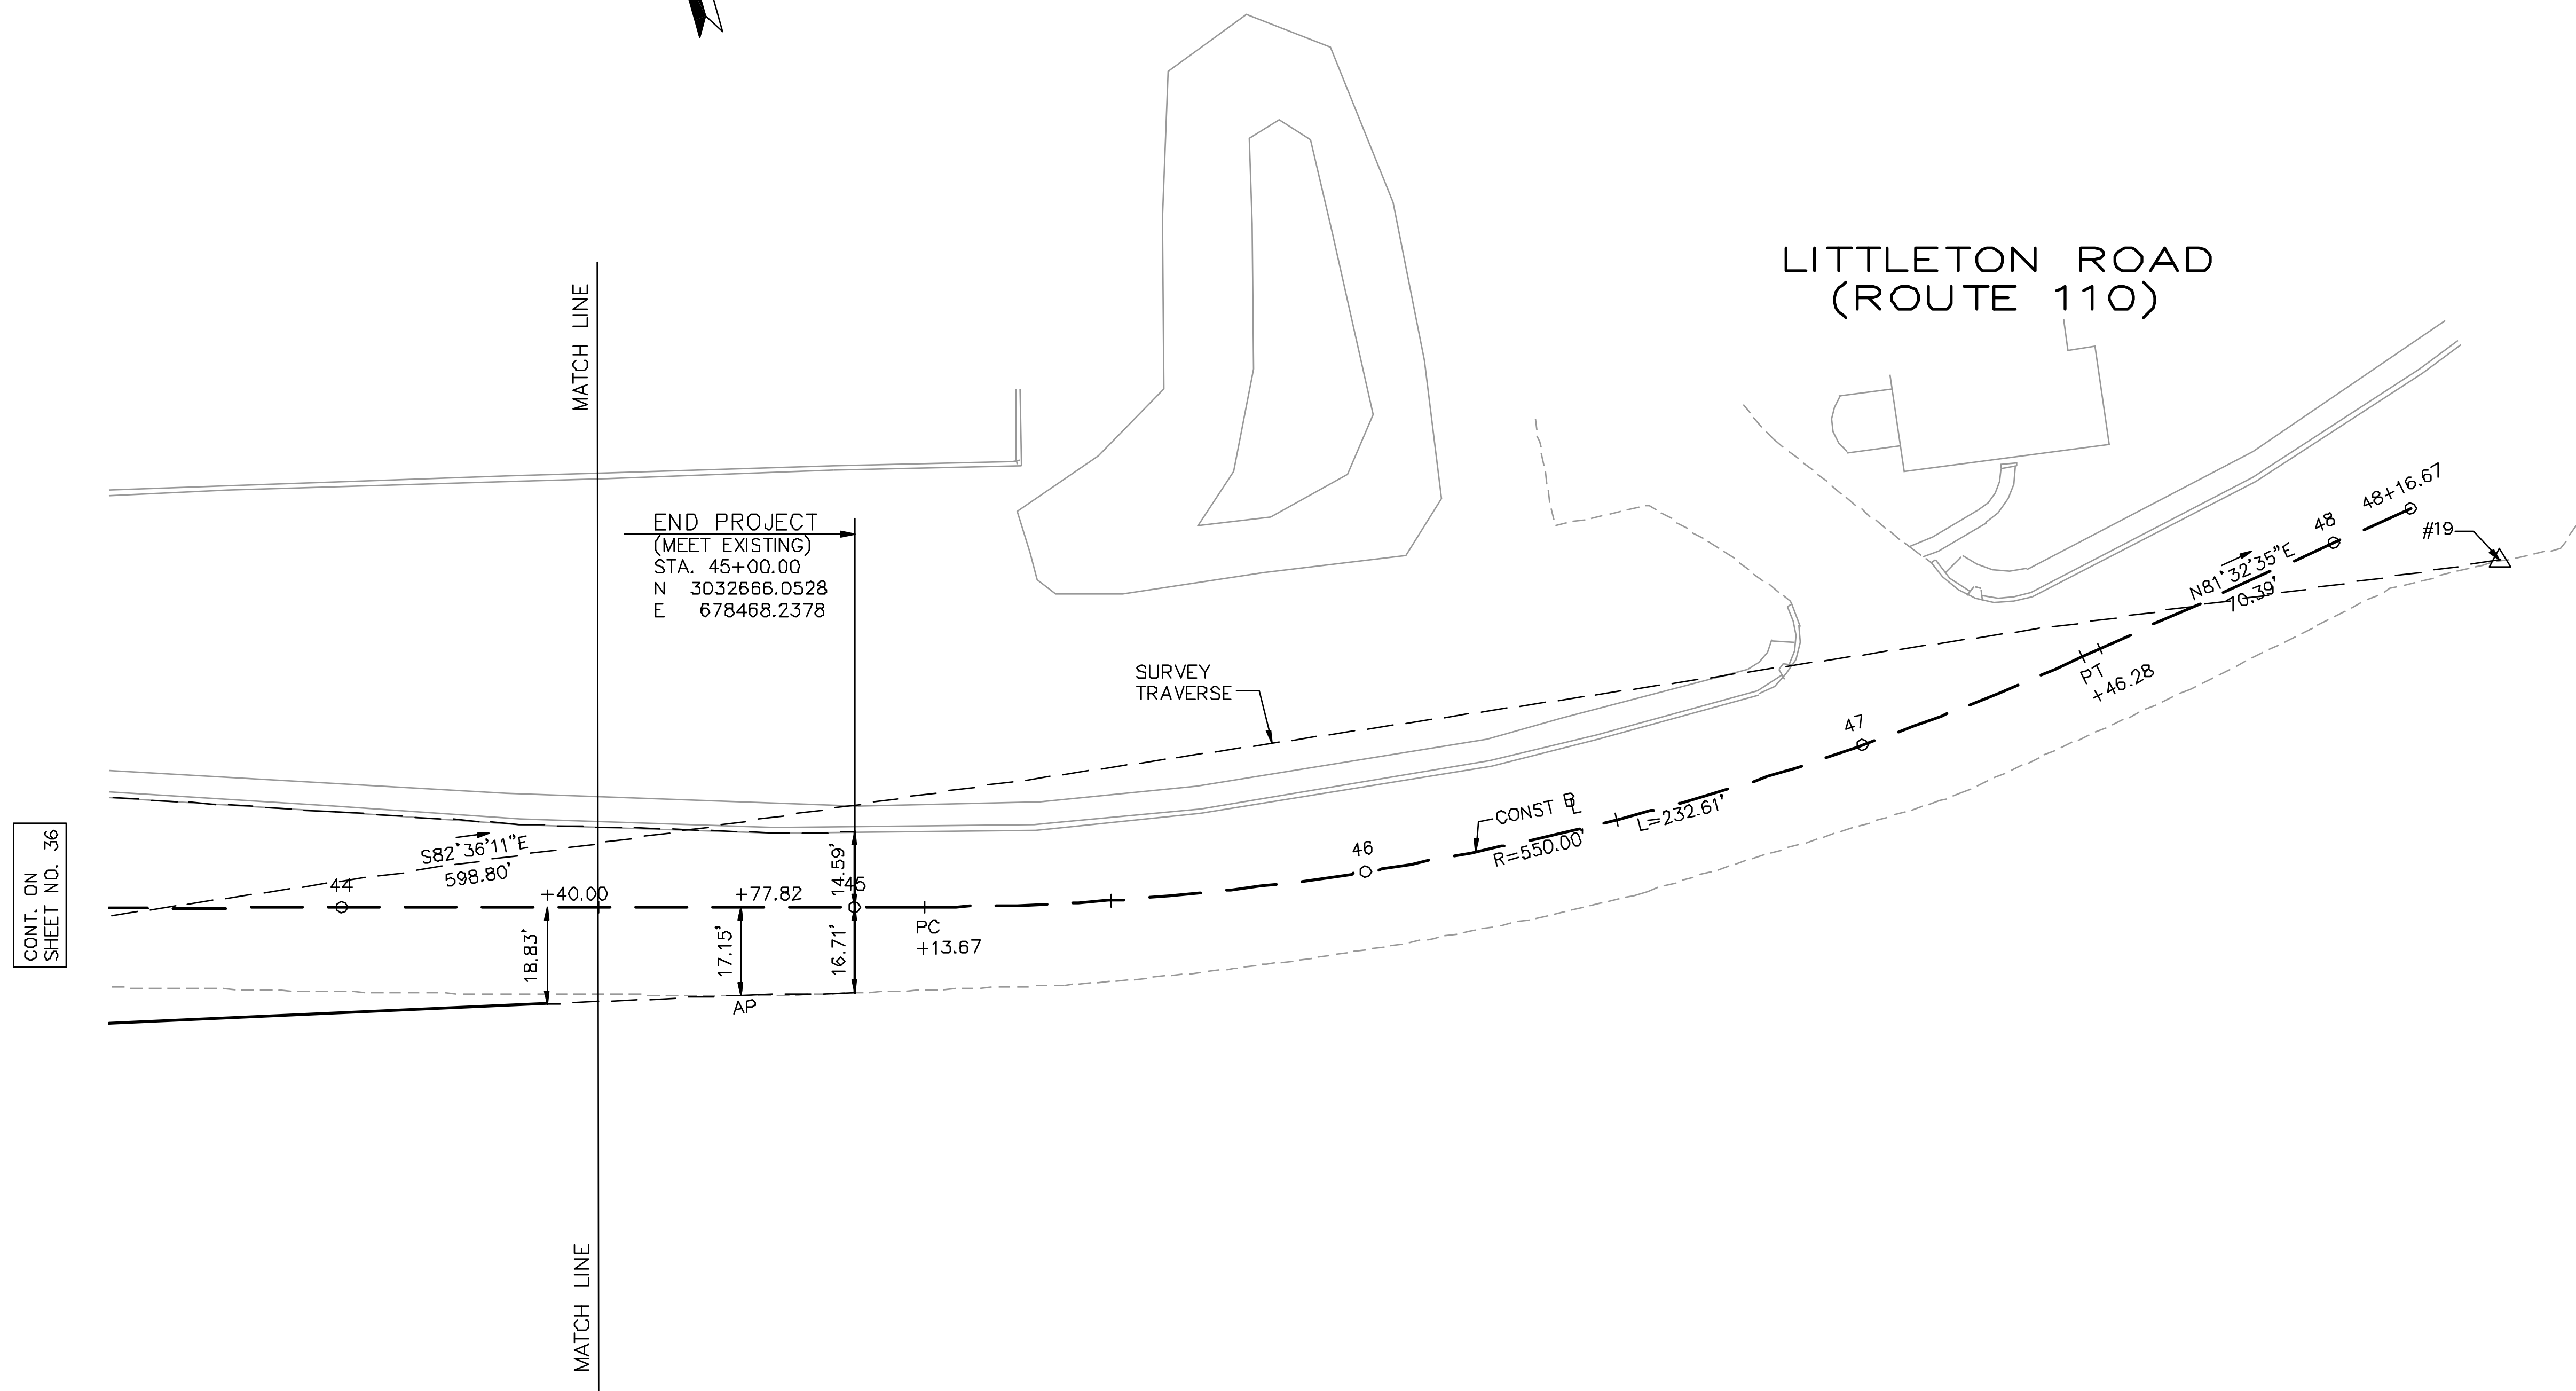 LITTLETON ROAD
(ROUTE 110)
MATCH LINE
END PROJECT
(MEET EXISTING)
STA. 45+00.00
N 3032666.0528
E 678468.2378
SURVEY
TRAVERSE
48+16.67
48
#19
N81°32'35"E
70.39'
PT
+46.28
47
CONST BL
R=550.00'
L=232.61'
46
CONT. ON
SHEET NO. 36
S82°36'11"E
598.80'
44
+40.00
+77.82
14.59'
45
18.83'
17.15'
16.71'
PC
+13.67
AP
MATCH LINE